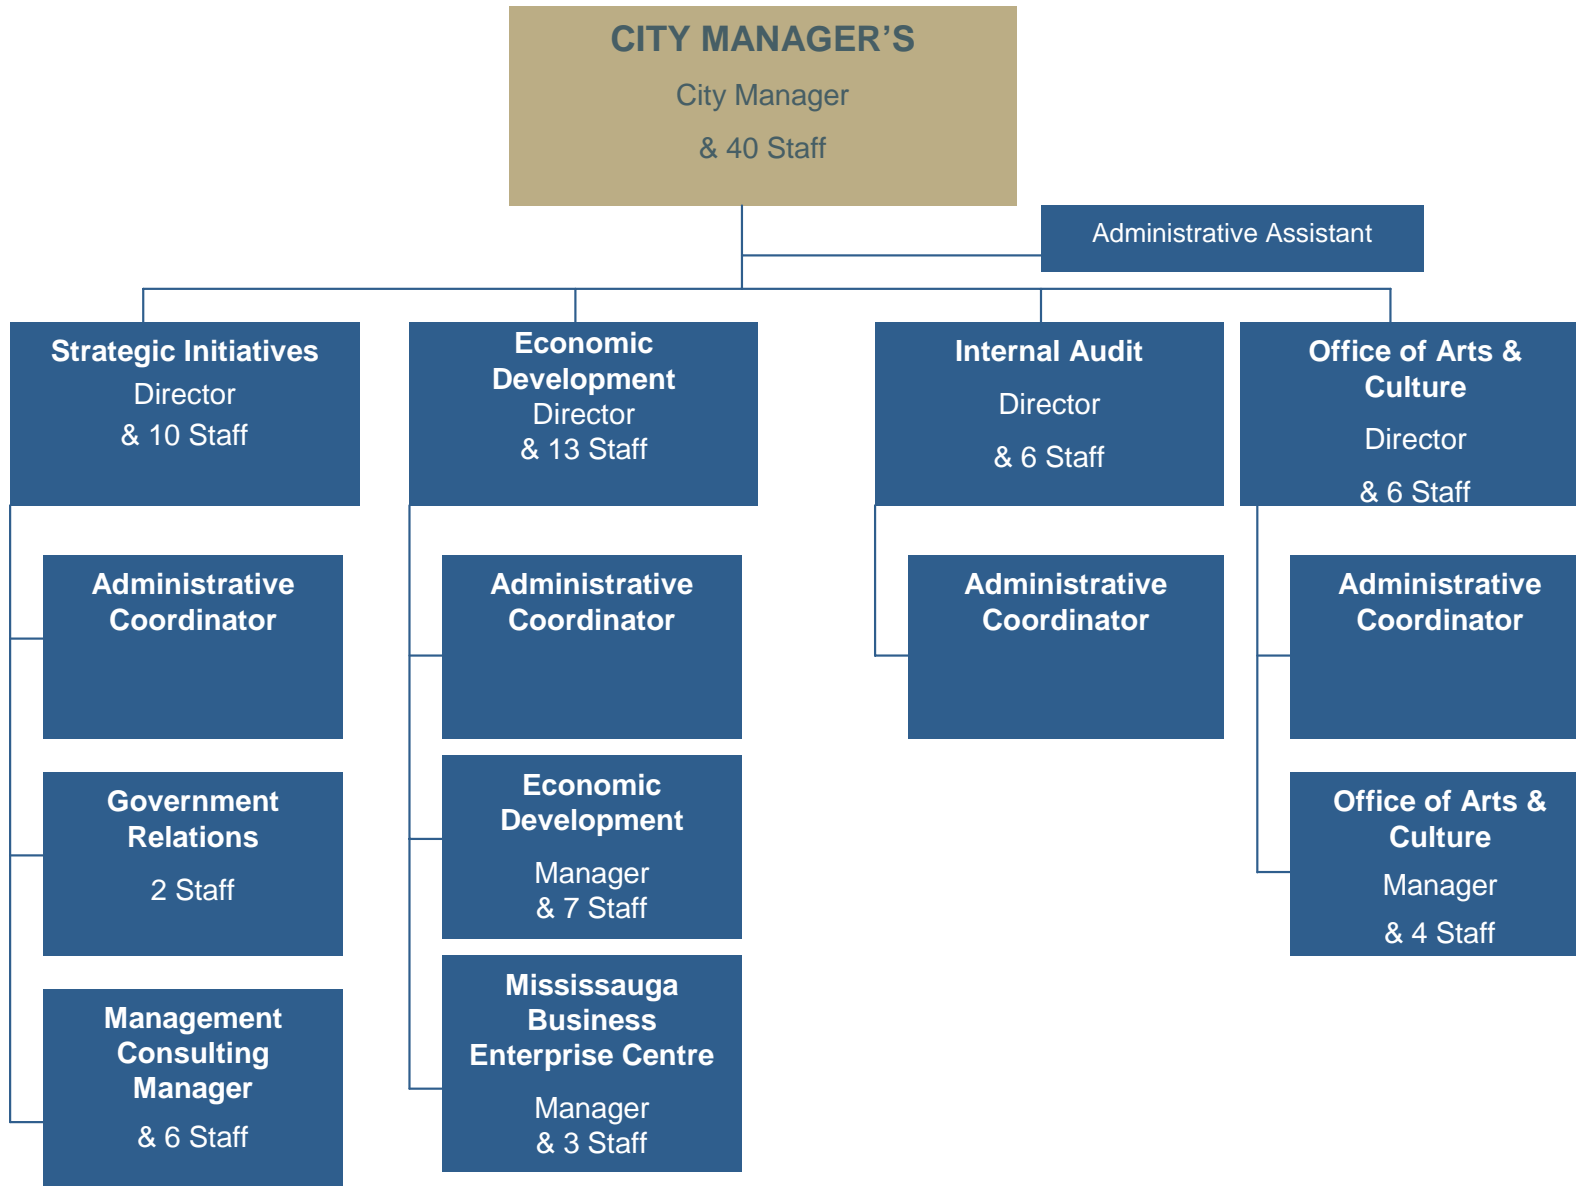 CITY MANAGER’S
City Manager
& 40 Staff
Administrative Assistant
Strategic Initiatives
Director
& 10 Staff
Economic
Development
Director
& 13 Staff
Internal Audit
Director
& 6 Staff
Office of Arts &
Culture
Director
& 6 Staff
Administrative
Coordinator
Administrative
Coordinator
Administrative
Coordinator
Administrative
Coordinator
Government
Relations
2 Staff
Economic
Development
Manager
& 7 Staff
Office of Arts &
Culture
Manager
& 4 Staff
Management
Consulting
Manager
& 6 Staff
Mississauga
Business
Enterprise Centre
Manager
& 3 Staff